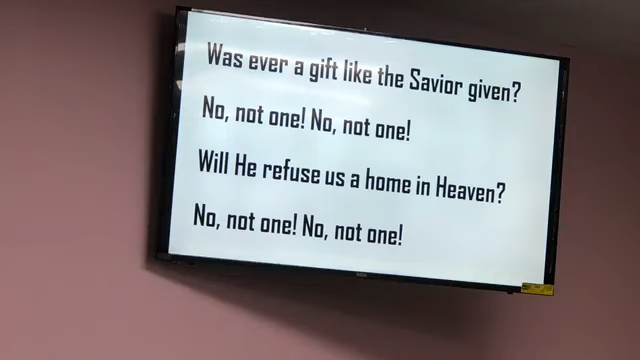 Was ever a gift like the Savior given?
No, not one! No, not one!
Will He refuse us a home in Heaven?
No, not one! No, not one!